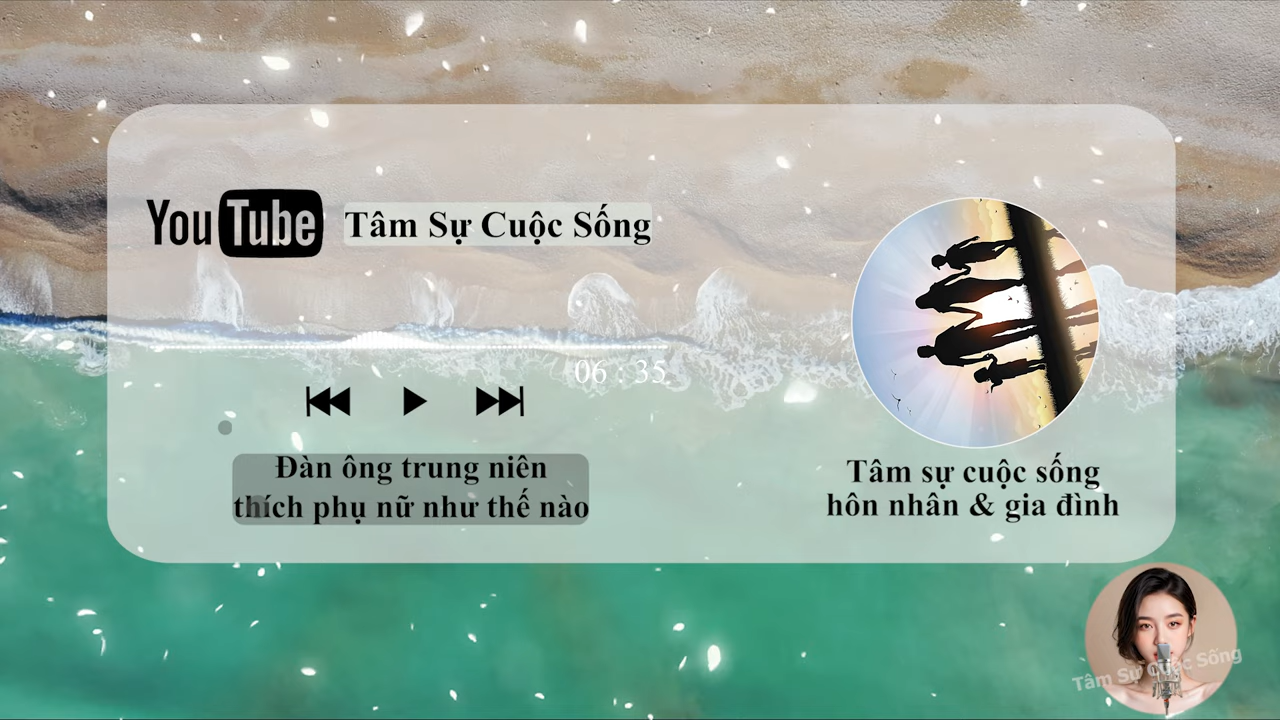 YouTube Tâm Sự Cuộc Sống
06 : 35
Đàn ông trung niên
thích phụ nữ như thế nào
Tâm sự cuộc sống
hôn nhân & gia đình
Tâm Sự Cuộc Sống